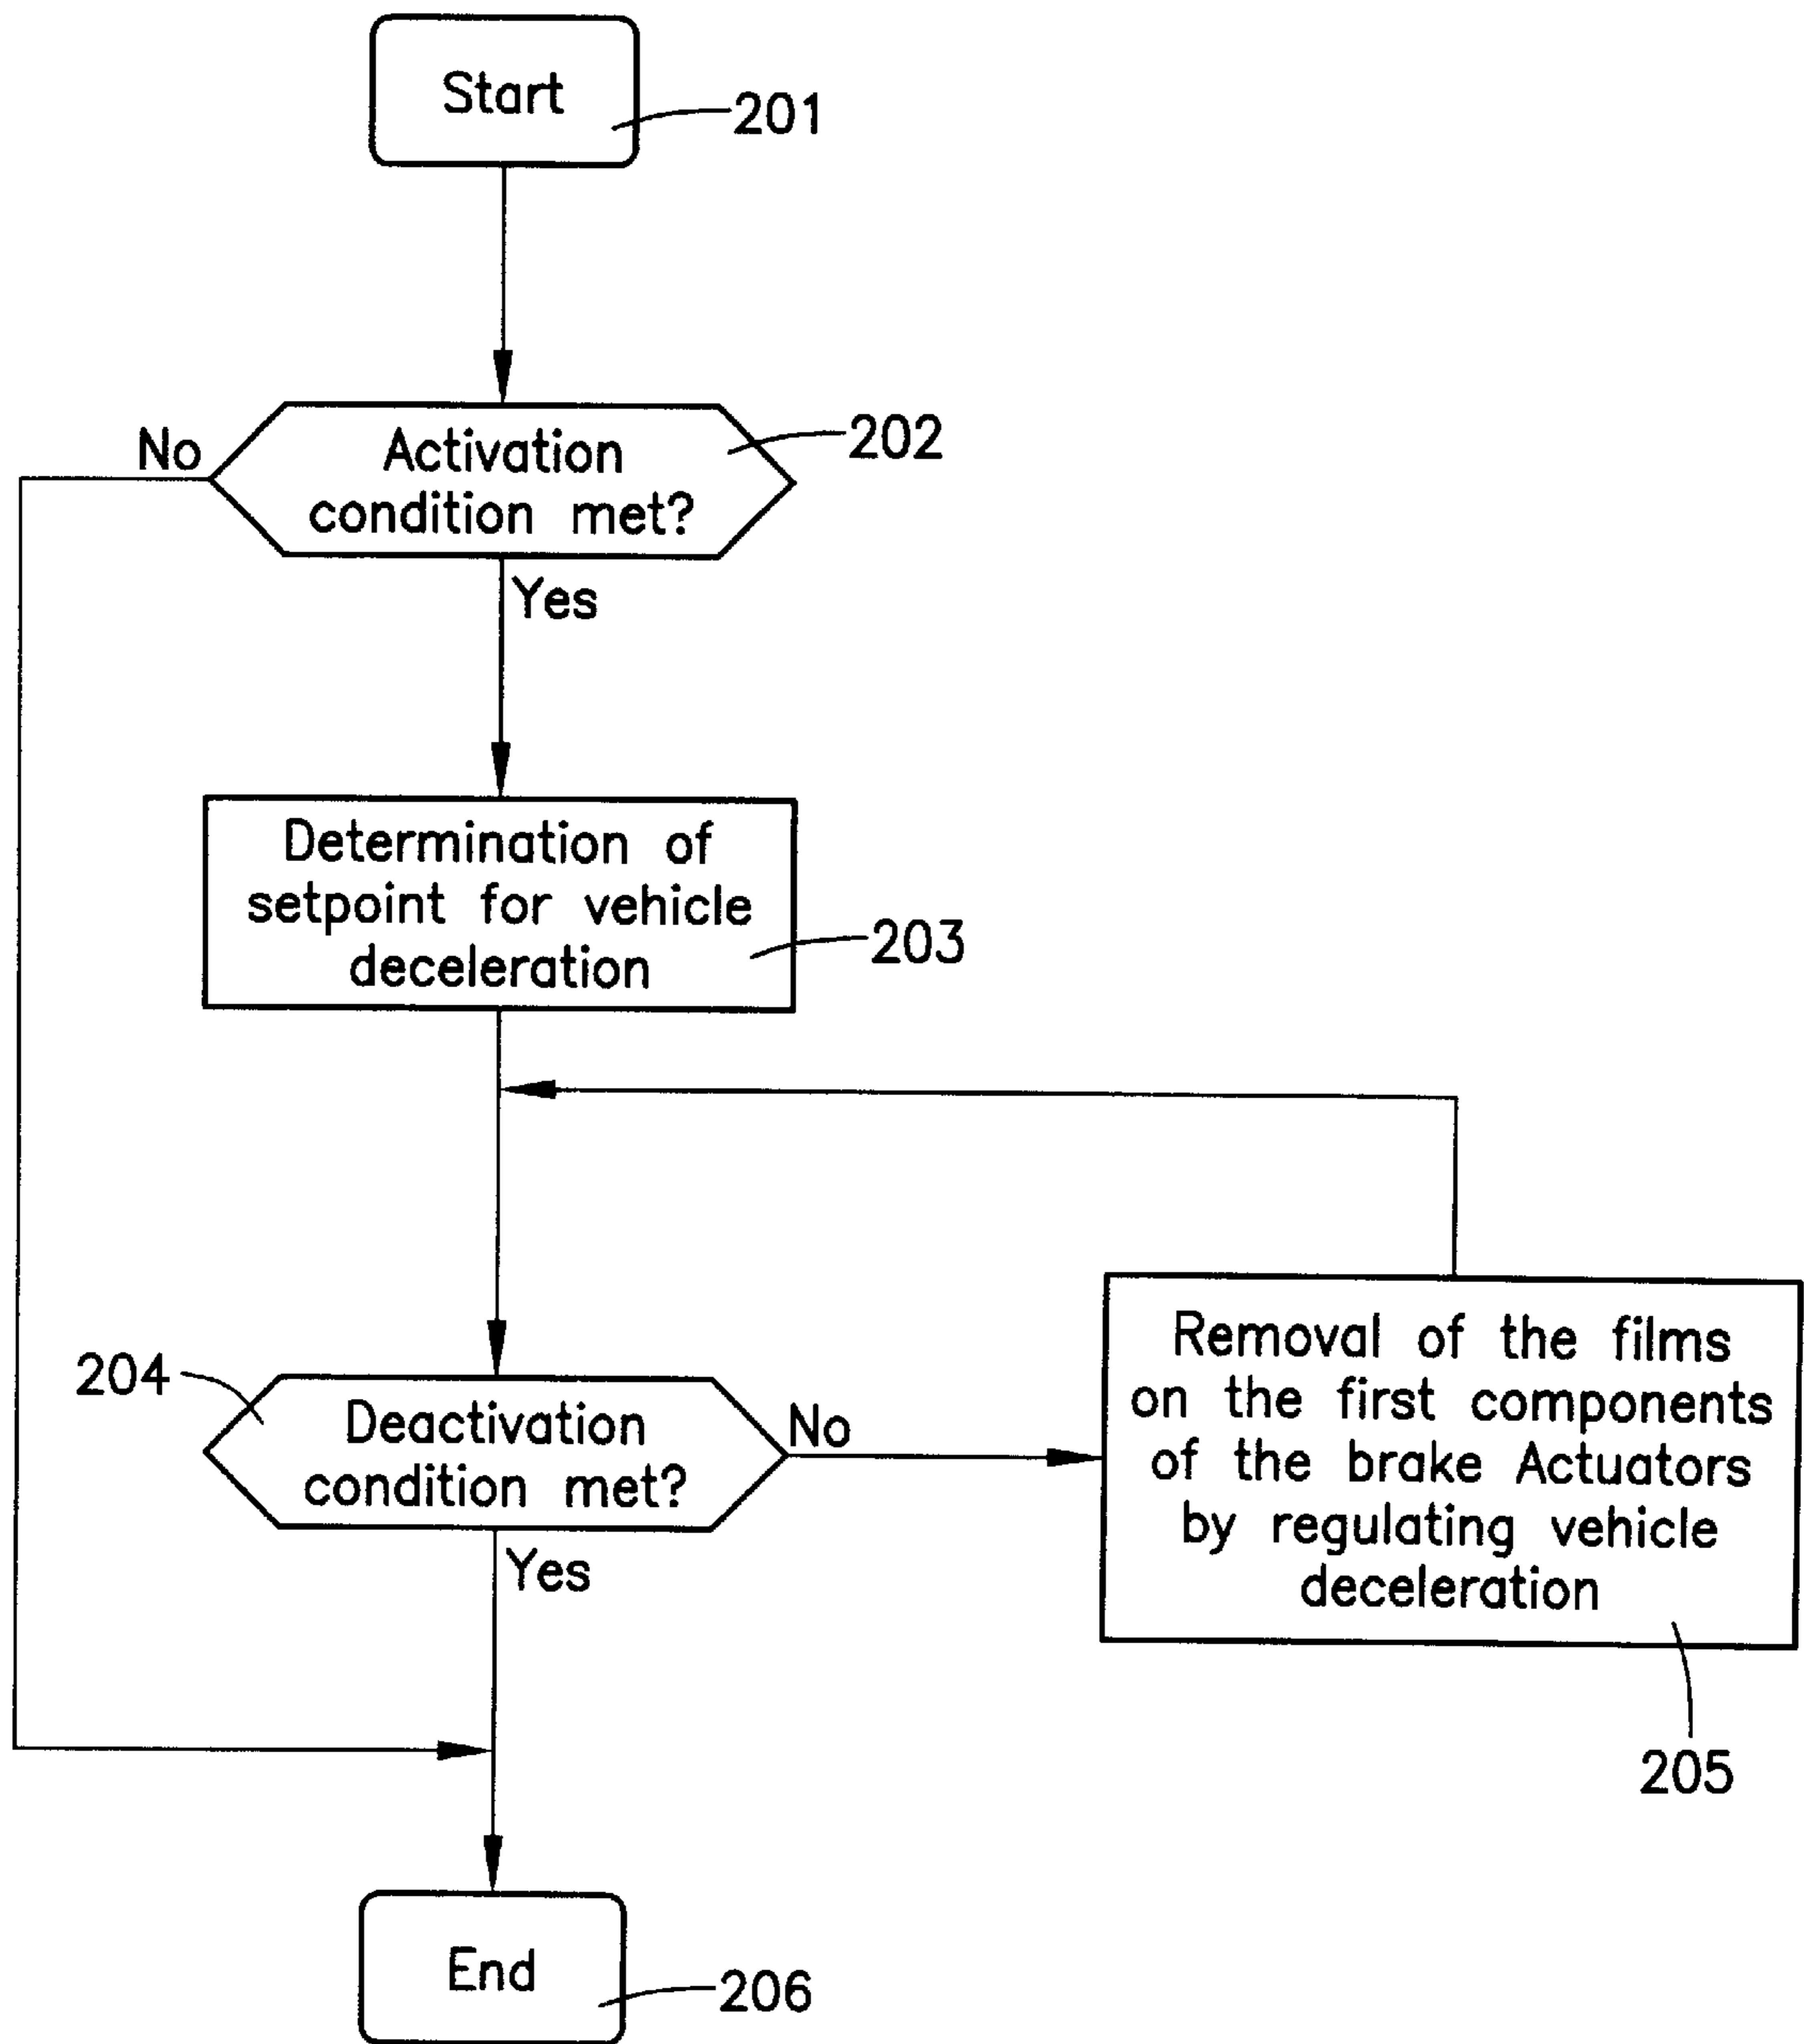 Start
201
No
Activation
condition met?
202
Yes
Determination of
setpoint for vehicle
deceleration
203
204
Deactivation
condition met?
No
Yes
Removal of the films
on the first components
of the brake Actuators
by regulating vehicle
deceleration
205
End
206